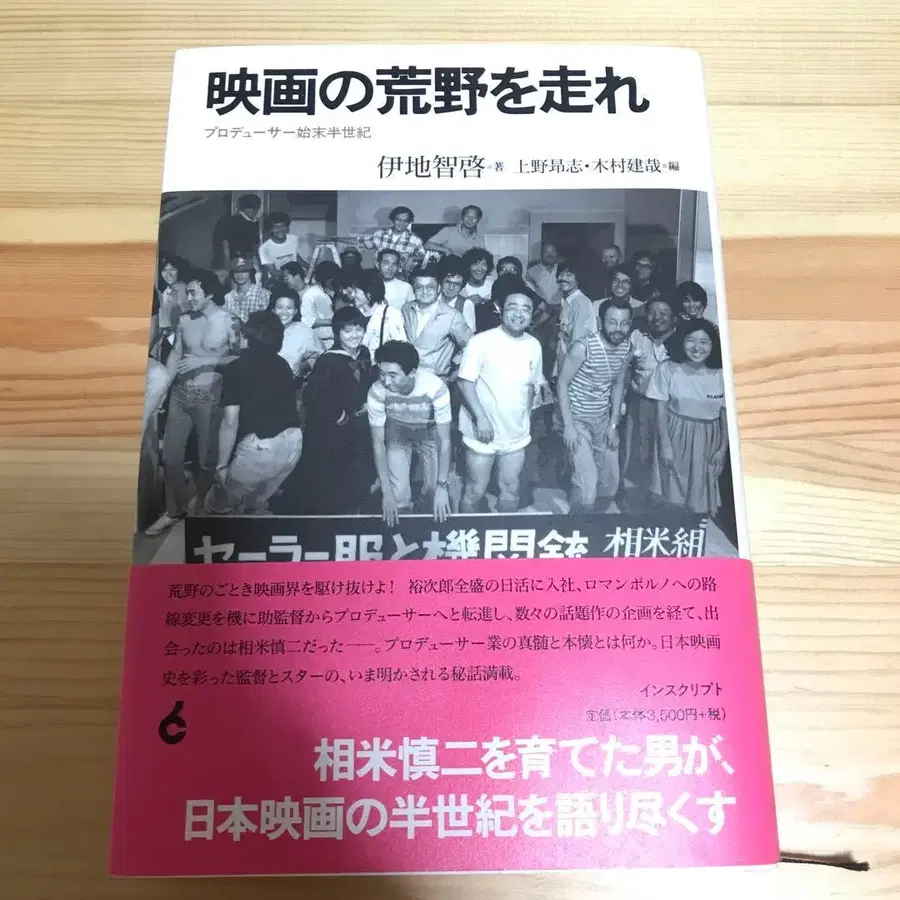 映画の荒野を走れ
プロデューサー始末半世紀
伊地智啓=著 上野昻志・木村建哉=編
セーラー服と機関銃 相米組
荒野のごとき映画界を駆け抜けよ! 裕次郎全盛の日活に入社、ロマンポルノへの路
線変更を機に助監督からプロデューサーへと転進し、数々の話題作の企画を経て、出
会ったのは相米慎二だった——。プロデューサー業の真髄と本懐とは何か。日本映画
史を彩った監督とスターの、いま明かされる秘話満載。
インスクリプト
定価(本体3,500円+税)
相米慎二を育てた男が、
日本映画の半世紀を語り尽くす